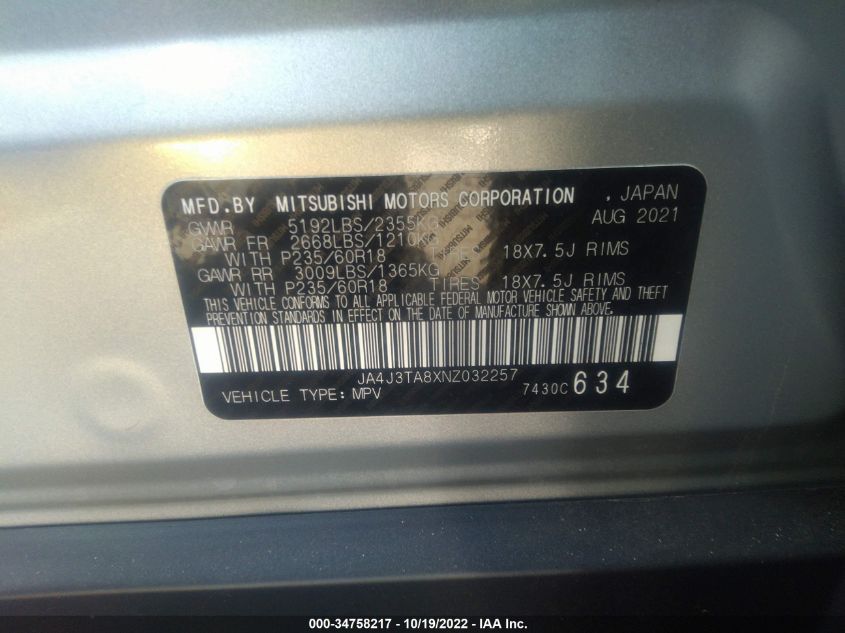 MFD.BY MITSUBISHI MOTORS CORPORATION , JAPAN
AUG 2021
GVWR 5192LBS/2355KG
GAWR FR 2668LBS/1210KG
WITH P235/60R18 TIRES 18X7.5J RIMS
GAWR RR 3009LBS/1365KG
WITH P235/60R18 TIRES 18X7.5J RIMS
THIS VEHICLE CONFORMS TO ALL APPLICABLE FEDERAL MOTOR VEHICLE SAFETY AND THEFT
PREVENTION STANDARDS IN EFFECT ON THE DATE OF MANUFACTURE SHOWN ABOVE.
JA4J3TA8XNZ032257
VEHICLE TYPE: MPV 7430C 634
000-34758217 - 10/19/2022 - IAA Inc.